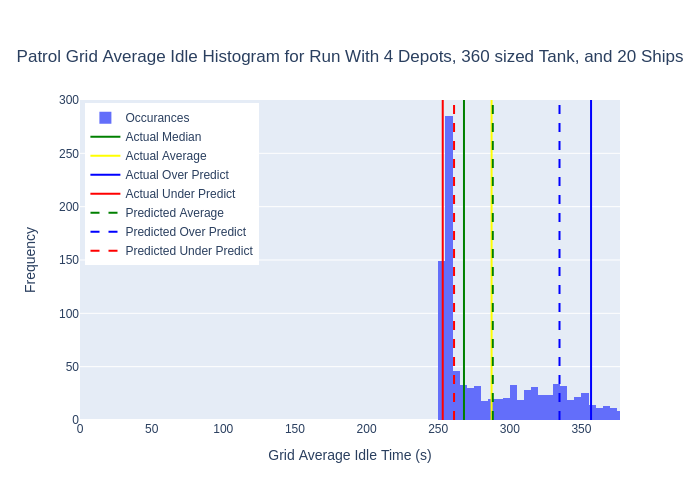 Patrol Grid Average Idle Histogram for Run With 4 Depots, 360 sized Tank, and 20 Ships
Occurances
Actual Median
Actual Average
Actual Over Predict
Actual Under Predict
Predicted Average
Predicted Over Predict
Predicted Under Predict
Frequency
300
250
200
150
100
50
0
0 50 100 150 200 250 300 350
Grid Average Idle Time (s)